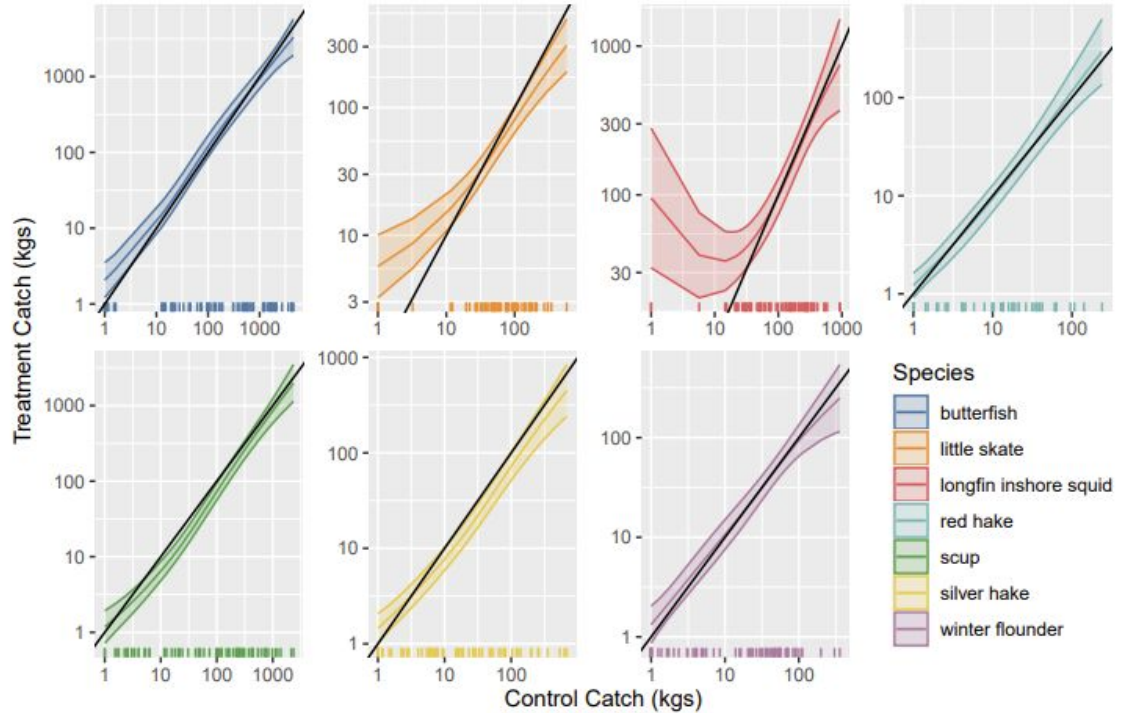 Treatment Catch (kgs)
1000
100
10
1
1 10 100 1000
300
100
30
10
3
1 10 100
1000
300
100
30
1 10 100 1000
100
10
1
1 10 100
1000
100
10
1
1 10 100 1000
1000
100
10
1
1 10 100
100
10
1
1 10 100
Control Catch (kgs)
Species
butterfish
little skate
longfin inshore squid
red hake
scup
silver hake
winter flounder